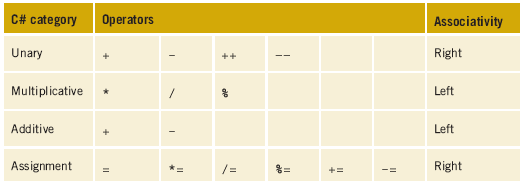 C# category Operators Associativity
Unary + – ++ –– Right
Multiplicative * / % Left
Additive + – Left
Assignment = *= /= %= += –= Right